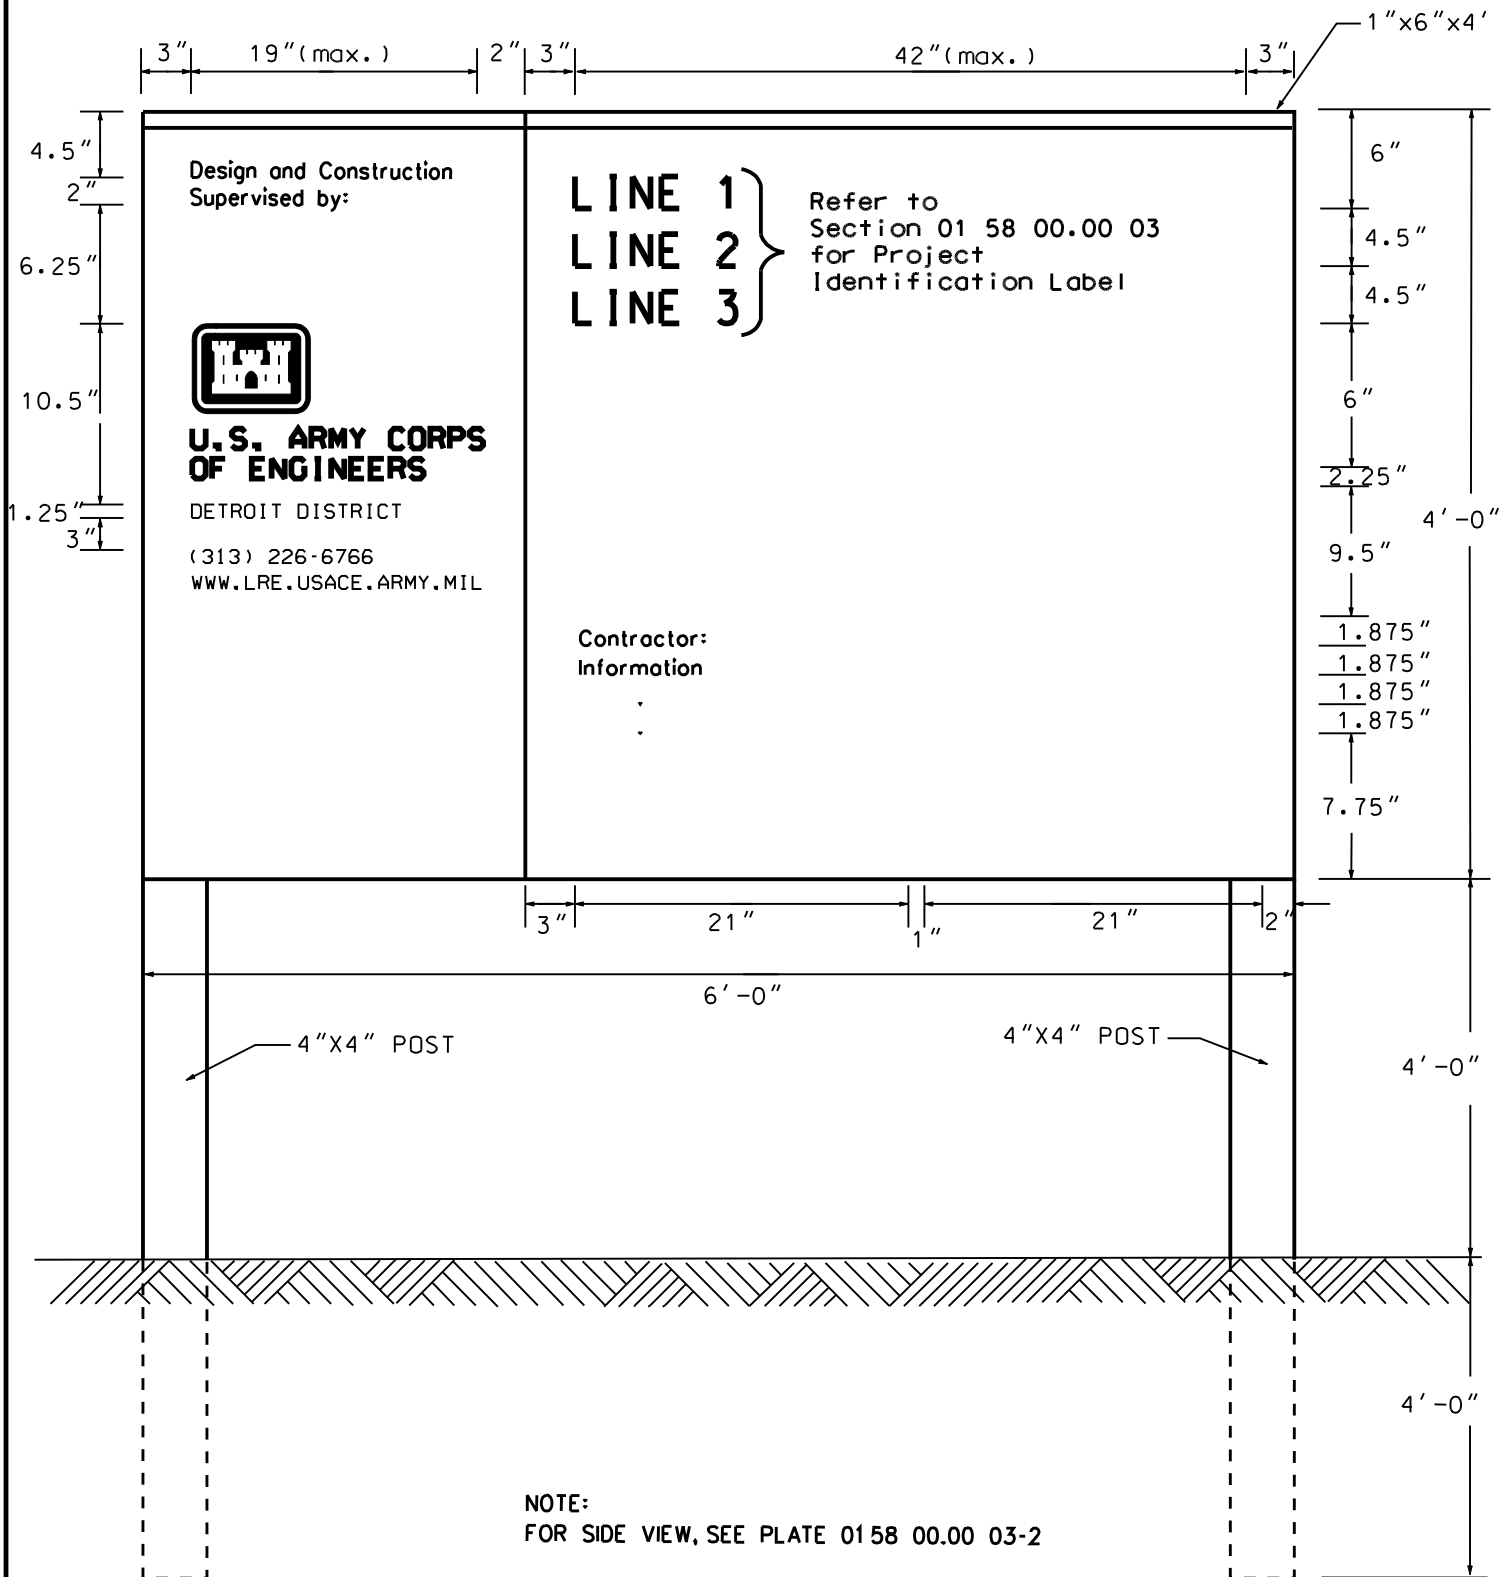 1"x6"x4'
3" 19"(max.) 2" 3" 42"(max.) 3"
4.5"
2"
6.25"
10.5"
1.25"
3"
Design and Construction
Supervised by:
U.S. ARMY CORPS
OF ENGINEERS
DETROIT DISTRICT
(313) 226-6766
WWW.LRE.USACE.ARMY.MIL
LINE 1
LINE 2
LINE 3
Refer to
Section 01 58 00.00 03
for Project
Identification Label
Contractor:
Information
6"
4.5"
4.5"
6"
2.25"
9.5"
1.875"
1.875"
1.875"
1.875"
7.75"
4'-0"
3" 21" 1" 21" 2"
6'-0"
4"X4" POST
4"X4" POST
4'-0"
4'-0"
NOTE:
FOR SIDE VIEW, SEE PLATE 01 58 00.00 03-2